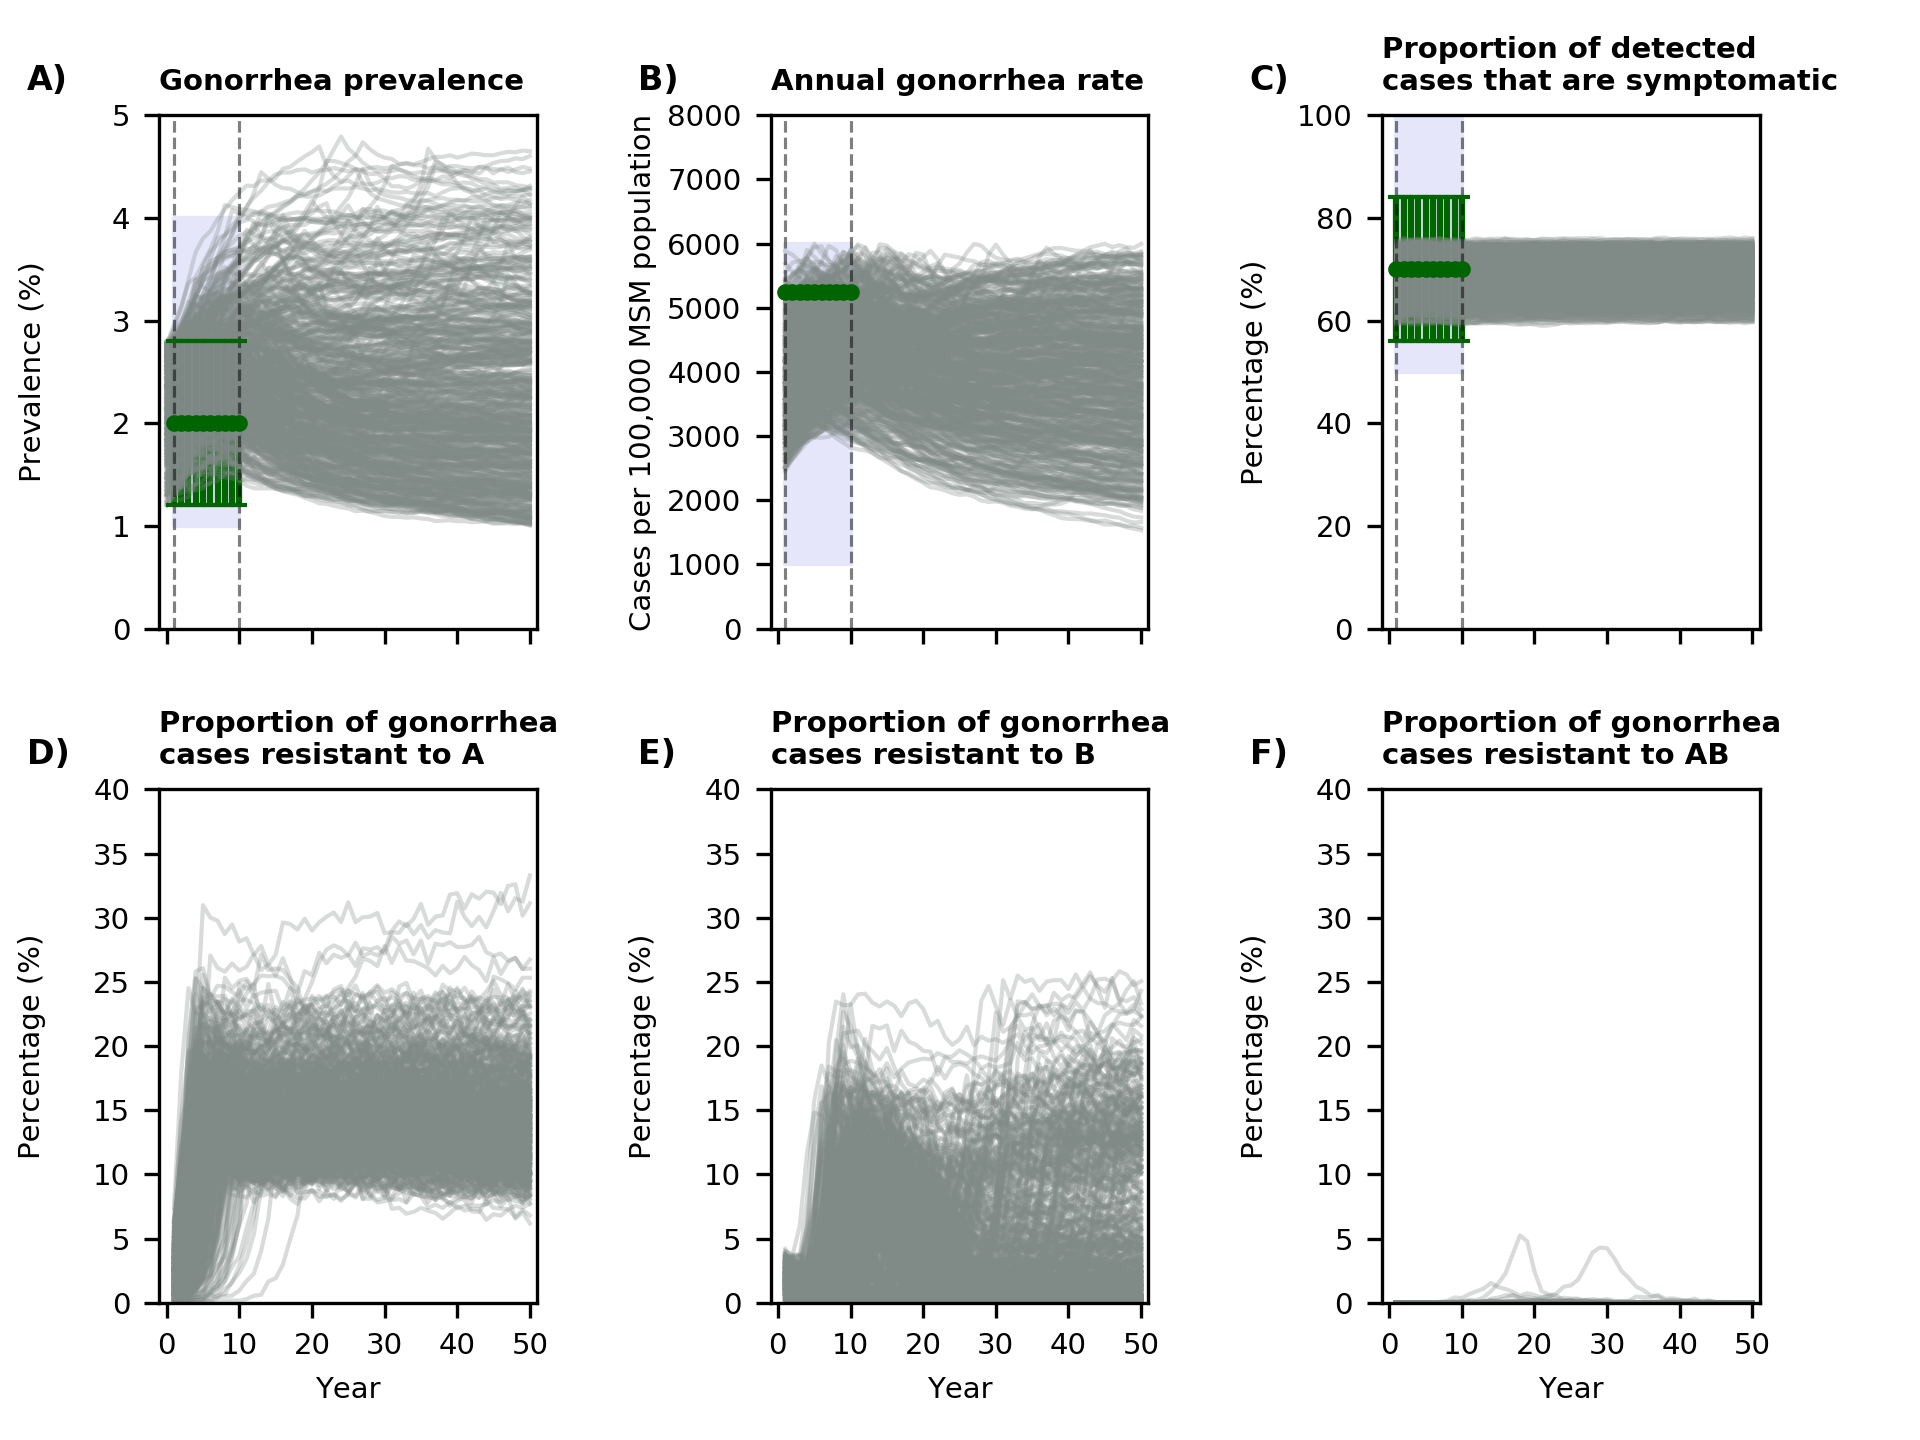 A)
Gonorrhea prevalence
5
4
3
2
1
0
Prevalence (%)
B)
Annual gonorrhea rate
8000
7000
6000
5000
4000
3000
2000
1000
0
Cases per 100,000 MSM population
C)
Proportion of detected
cases that are symptomatic
100
80
60
40
20
0
Percentage (%)
D)
Proportion of gonorrhea
cases resistant to A
40
35
30
25
20
15
10
5
0
Percentage (%)
0 10 20 30 40 50
Year
E)
Proportion of gonorrhea
cases resistant to B
40
35
30
25
20
15
10
5
0
Percentage (%)
0 10 20 30 40 50
Year
F)
Proportion of gonorrhea
cases resistant to AB
40
35
30
25
20
15
10
5
0
Percentage (%)
0 10 20 30 40 50
Year